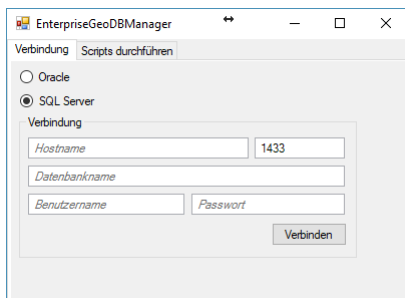 EnterpriseGeoDBManager
Verbindung Scripts durchführen
Oracle
SQL Server
Verbindung
Hostname 1433
Datenbankname
Benutzername Passwort
Verbinden